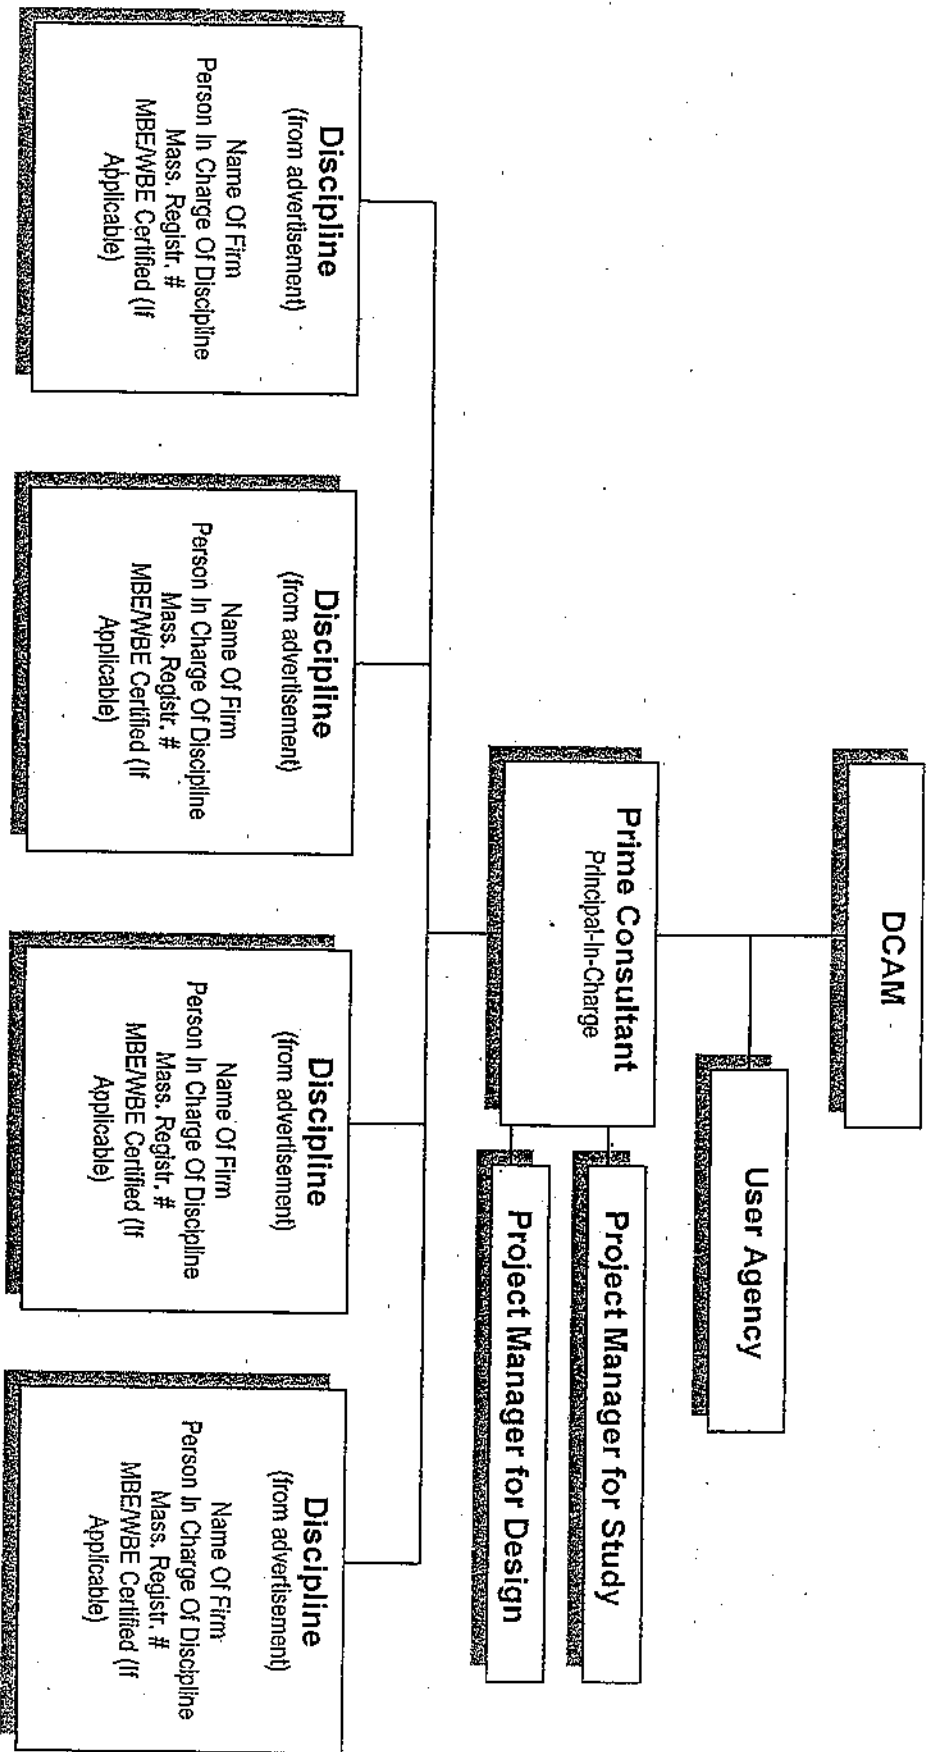 DCAM
User Agency
Prime Consultant
Principal-In-Charge
Project Manager for Study
Project Manager for Design
Discipline
(from advertisement)
Name Of Firm
Person In Charge Of Discipline
Mass. Registr. #
MBE/WBE Certified (If
Applicable)
Discipline
(from advertisement)
Name Of Firm
Person In Charge Of Discipline
Mass. Registr. #
MBE/WBE Certified (If
Applicable)
Discipline
(from advertisement)
Name Of Firm
Person In Charge Of Discipline
Mass. Registr. #
MBE/WBE Certified (If
Applicable)
Discipline
(from advertisement)
Name Of Firm
Person In Charge Of Discipline
Mass. Registr. #
MBE/WBE Certified (If
Applicable)